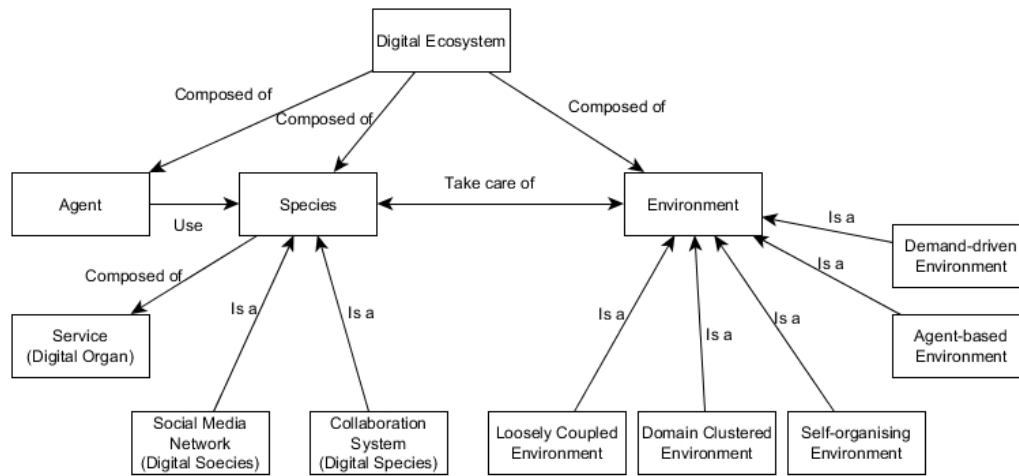 Digital Ecosystem
Composed of
Composed of
Composed of
Agent
Use
Species
Take care of
Environment
Is a
Demand-driven
Environment
Composed of
Is a
Is a
Is a
Is a
Is a
Is a
Service
(Digital Organ)
Agent-based
Environment
Social Media
Network
(Digital Soecies)
Collaboration
System
(Digital Species)
Loosely Coupled
Environment
Domain Clustered
Environment
Self-organising
Environment